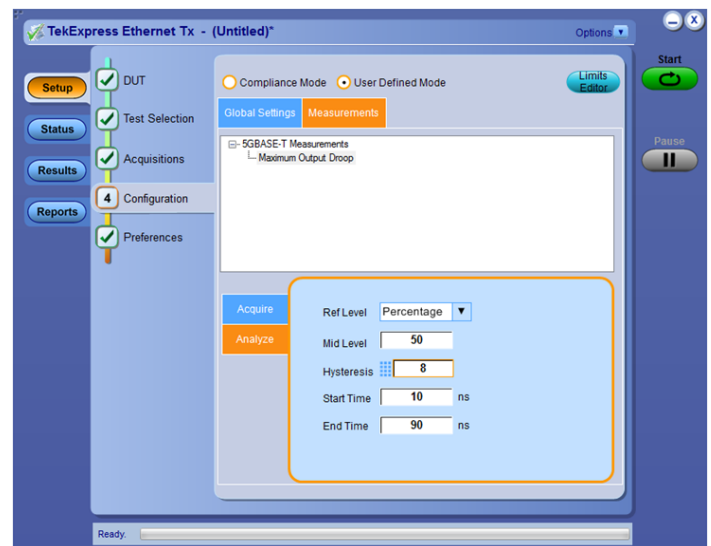 TekExpress Ethernet Tx - (Untitled)*
Options
Start
Setup
DUT
Compliance Mode
User Defined Mode
Limits
Editor
Test Selection
Global Settings
Measurements
Status
5GBASE-T Measurements
Pause
Acquisitions
Maximum Output Droop
Results
4
Configuration
Reports
Preferences
Acquire
Ref Level Percentage
Analyze
Mid Level 50
Hysteresis 8
Start Time 10 ns
End Time 90 ns
Ready.